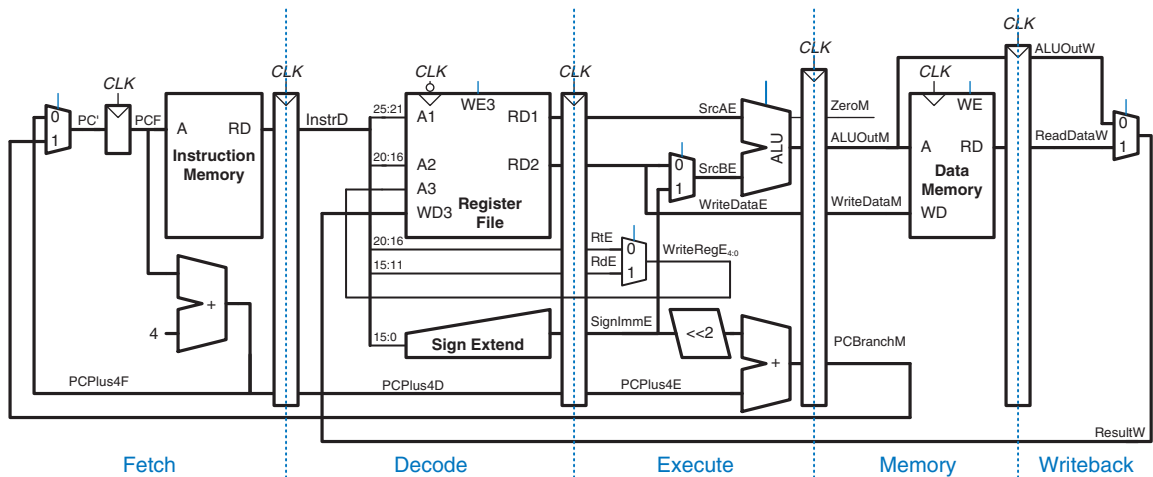 CLK CLK CLK CLK CLK CLK CLK
ALUOutW
0 1 PC' PCF
A RD
Instruction Memory
InstrD
25:21 A1 WE3 RD1
20:16 A2 RD2
A3
WD3 Register File
SrcAE
0 1 SrcBE
ALU
ZeroM
ALUOutM
WriteDataE
WriteDataM
A WE RD
Data Memory
WD
ReadDataW
0 1
20:16 RtE 0
15:11 RdE 1
WriteRegE4:0
+
4
15:0 Sign Extend
SignImmE
<<2
+
PCBranchM
PCPlus4F PCPlus4D PCPlus4E
ResultW
Fetch Decode Execute Memory Writeback